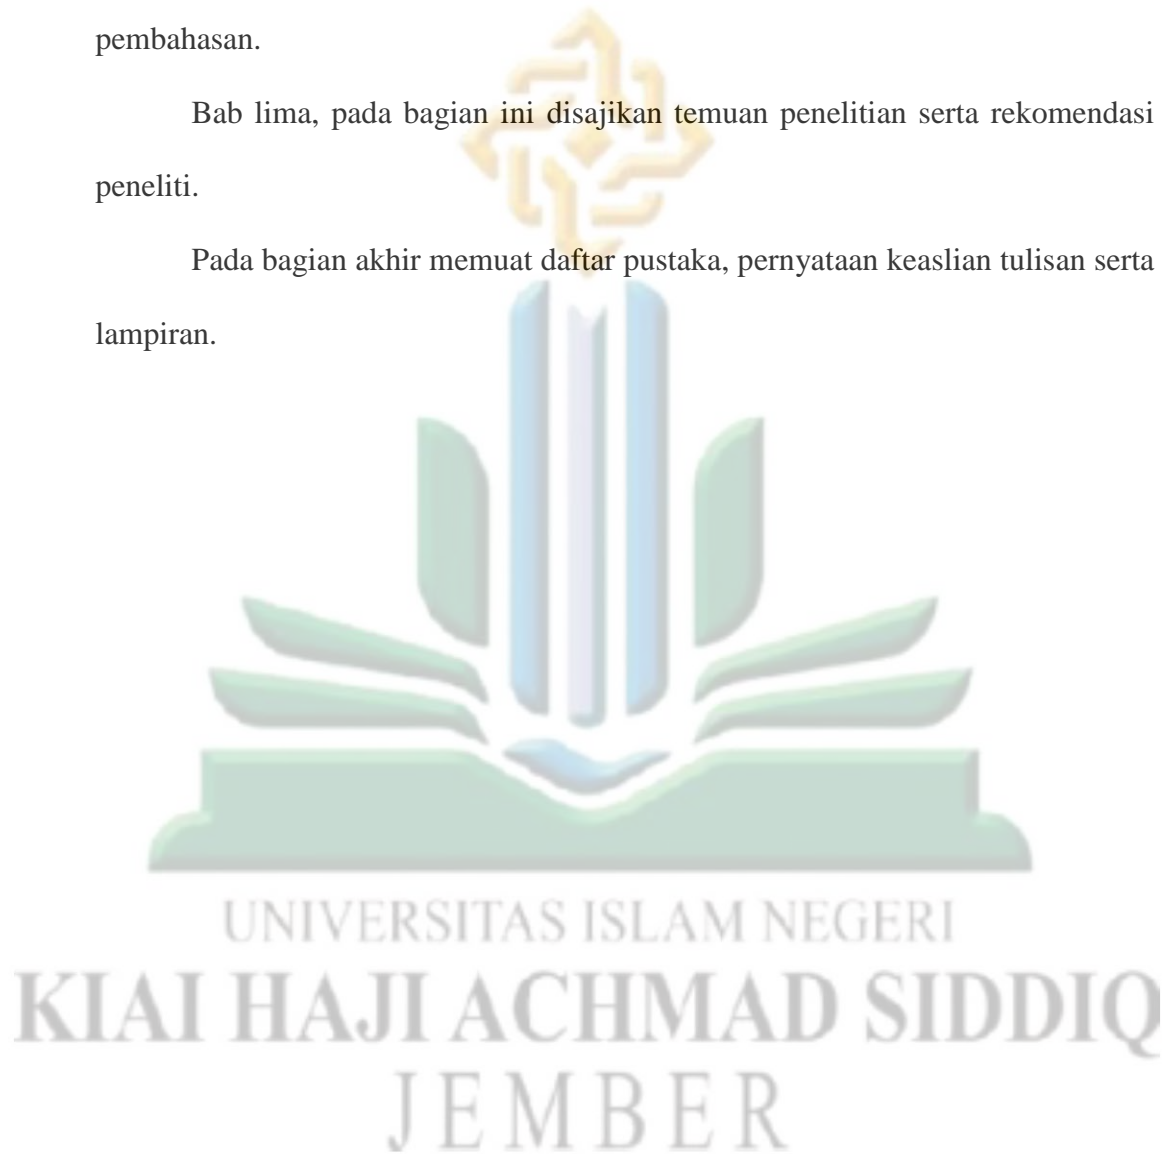 pembahasan.
Bab lima, pada bagian ini disajikan temuan penelitian serta rekomendasi
peneliti.
Pada bagian akhir memuat daftar pustaka, pernyataan keaslian tulisan serta
lampiran.
UNIVERSITAS ISLAM NEGERI
KIAI HAJI ACHMAD SIDDIQ
JEMBER